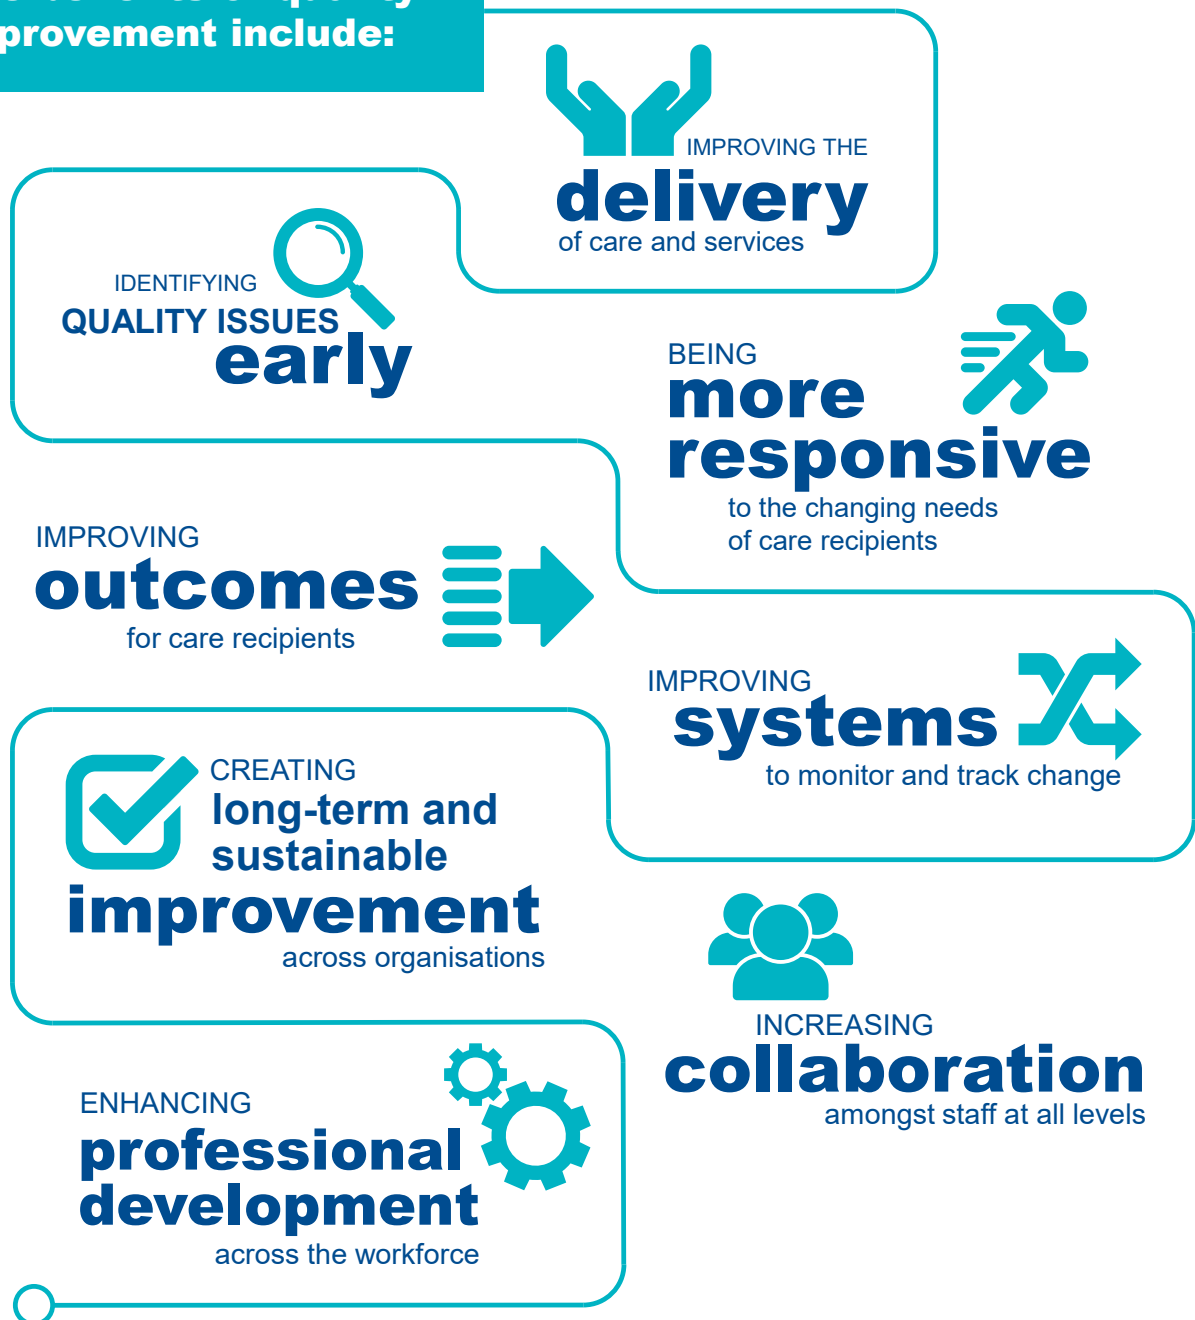 provement include:
IMPROVING THE
delivery
of care and services
IDENTIFYING
QUALITY ISSUES
early
BEING
more
responsive
to the changing needs
of care recipients
IMPROVING
outcomes
for care recipients
IMPROVING
systems
to monitor and track change
CREATING
long-term and
sustainable
improvement
across organisations
INCREASING
collaboration
amongst staff at all levels
ENHANCING
professional
development
across the workforce